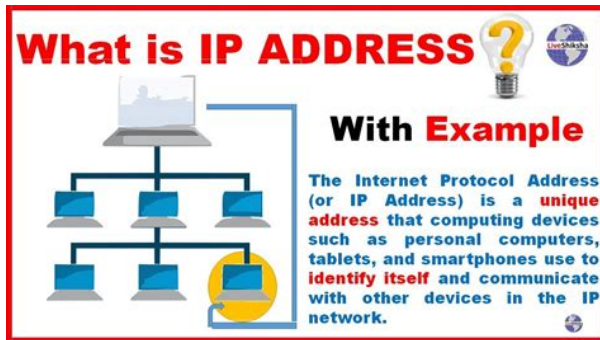 What is IP ADDRESS
?
LiveShiksha
With Example
The Internet Protocol Address
(or IP Address) is a unique
address that computing devices
such as personal computers,
tablets, and smartphones use to
identify itself and communicate
with other devices in the IP
network.